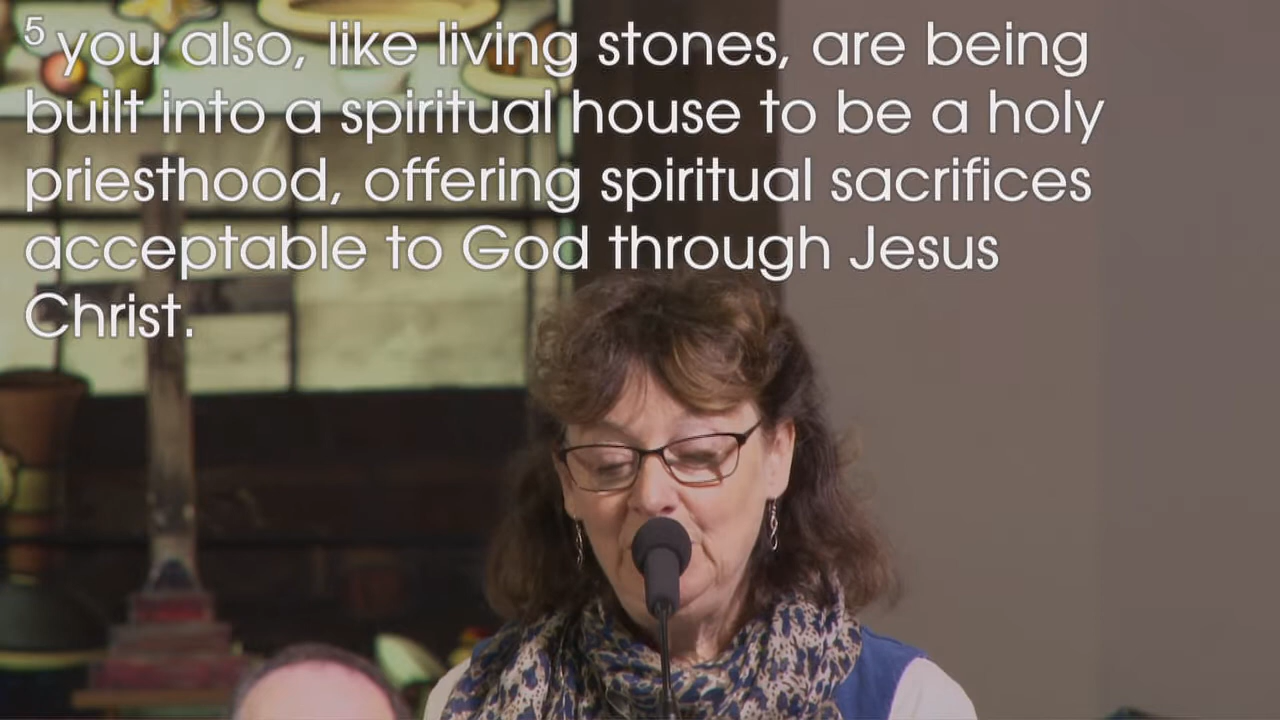 5 you also, like living stones, are being
built into a spiritual house to be a holy
priesthood, offering spiritual sacrifices
acceptable to God through Jesus
Christ.